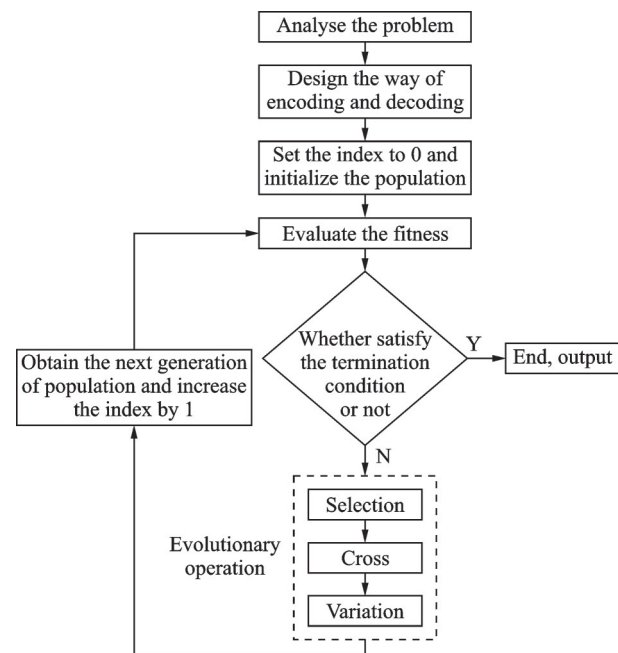 Analyse the problem
Design the way of
encoding and decoding
Set the index to 0 and
initialize the population
Evaluate the fitness
Whether satisfy
the termination
condition
or not
Y
End, output
Obtain the next generation
of population and increase
the index by 1
N
Evolutionary
operation
Selection
Cross
Variation